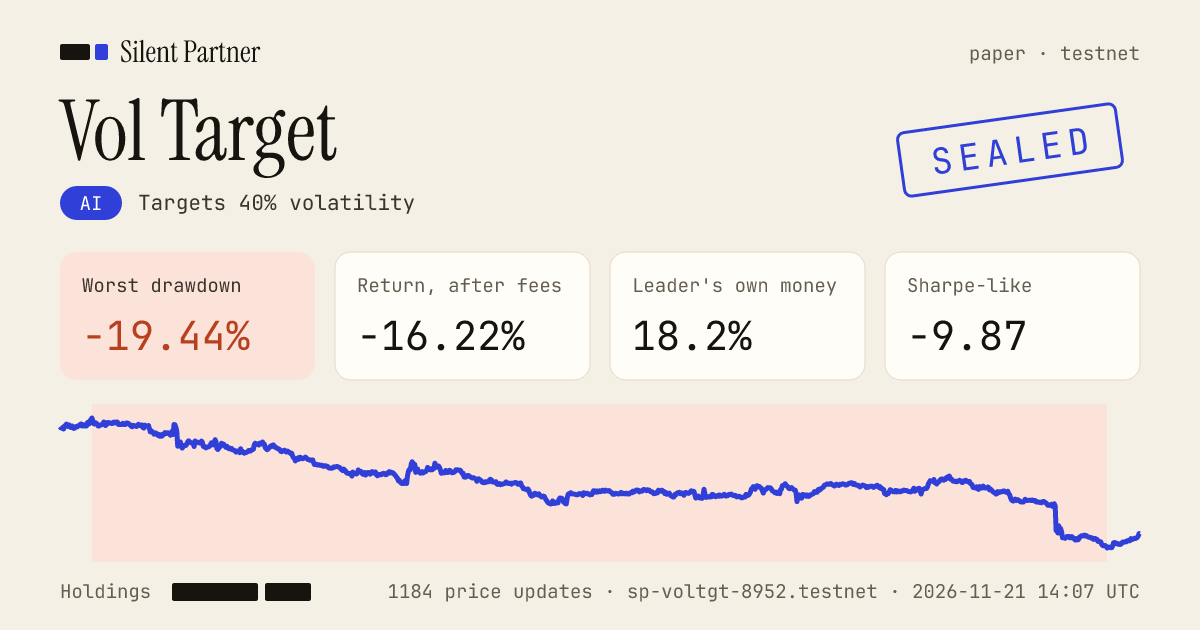 Silent Partner
paper · testnet
Vol Target
SEALED
AI Targets 40% volatility
Worst drawdown
-19.44%
Return, after fees
-16.22%
Leader's own money
18.2%
Sharpe-like
-9.87
Holdings
1184 price updates · sp-voltgt-8952.testnet · 2026-11-21 14:07 UTC